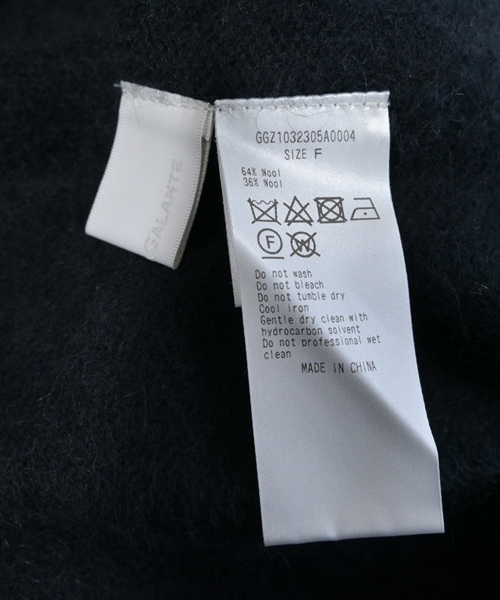 GALANTE
GGZ1032305A0004
SIZE F
64% Wool
36% Wool
F
W
Do not wash
Do not bleach
Do not tumble dry
Cool iron
Gentle dry clean with
hydrocarbon solvent
Do not professional wet
clean
MADE IN CHINA